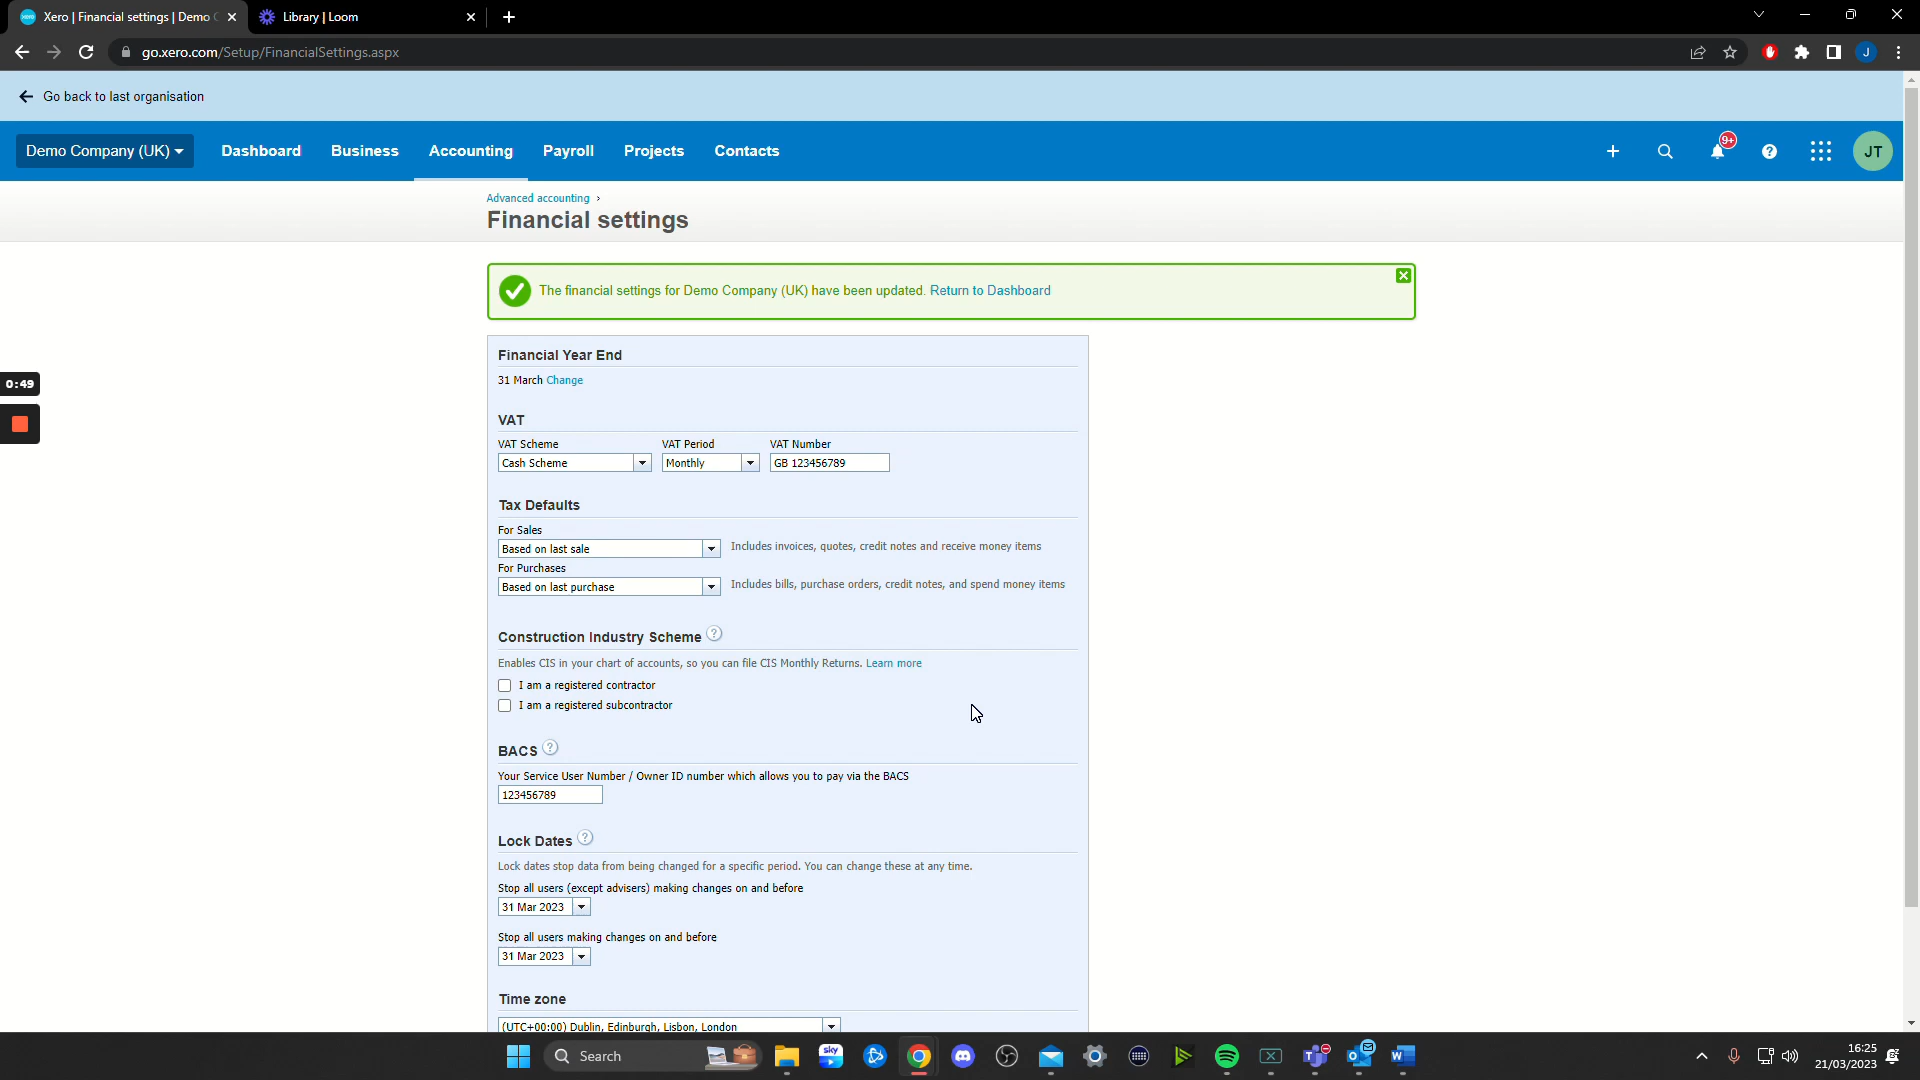 Xero | Financial settings | Demo C
Library | Loom
go.xero.com/Setup/FinancialSettings.aspx
J
Go back to last organisation
Demo Company (UK)
Dashboard
Business
Accounting
Payroll
Projects
Contacts
9+
JT
Advanced accounting ›
Financial settings
The financial settings for Demo Company (UK) have been updated. Return to Dashboard
Financial Year End
31 March Change
0:49
VAT
VAT Scheme
VAT Period
VAT Number
Cash Scheme
Monthly
GB 123456789
Tax Defaults
For Sales
Based on last sale
Includes invoices, quotes, credit notes and receive money items
For Purchases
Based on last purchase
Includes bills, purchase orders, credit notes, and spend money items
Construction Industry Scheme ?
Enables CIS in your chart of accounts, so you can file CIS Monthly Returns. Learn more
I am a registered contractor
I am a registered subcontractor
BACS ?
Your Service User Number / Owner ID number which allows you to pay via the BACS
123456789
Lock Dates ?
Lock dates stop data from being changed for a specific period. You can change these at any time.
Stop all users (except advisers) making changes on and before
31 Mar 2023
Stop all users making changes on and before
31 Mar 2023
Time zone
(UTC+00:00) Dublin, Edinburgh, Lisbon, London
Search
sky
16:25
21/03/2023